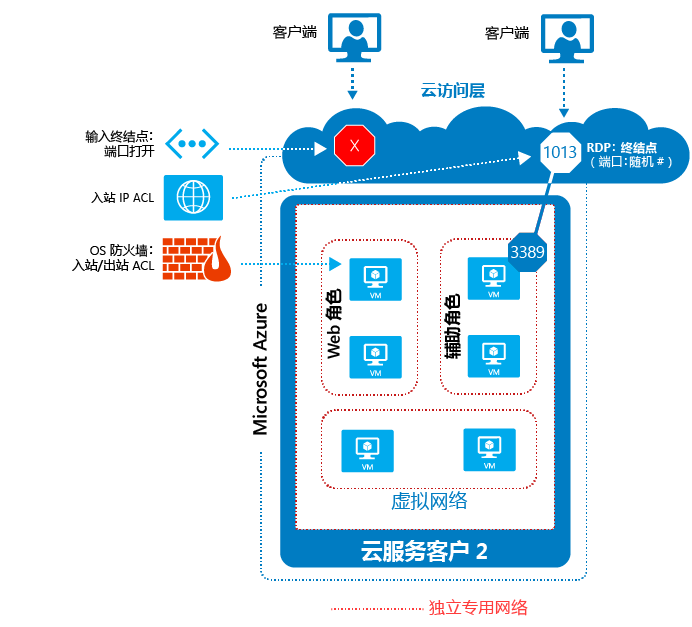 客户端
客户端
云访问层
输入终结点：
端口打开
X
1013
RDP：终结点
（端口：随机 #）
入站 IP ACL
OS 防火墙：
入站/出站 ACL
3389
VM
VM
Web 角色
辅助角色
VM
VM
Microsoft Azure
VM
VM
虚拟网络
云服务客户 2
独立专用网络